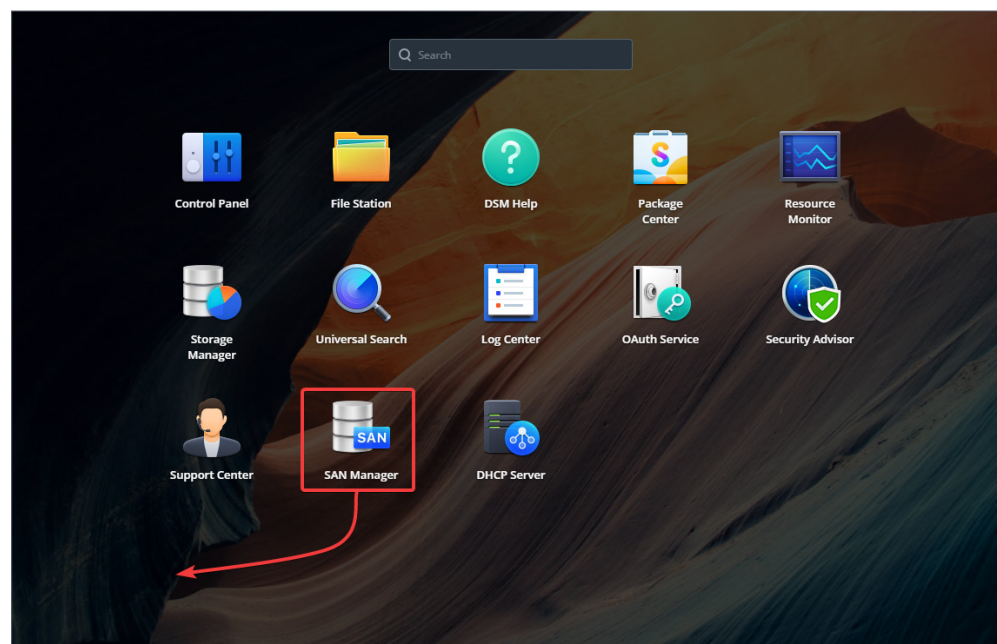 Search
Control Panel
File Station
DSM Help
Package
Center
Resource
Monitor
Storage
Manager
Universal Search
Log Center
OAuth Service
Security Advisor
Support Center
SAN
SAN Manager
DHCP Server